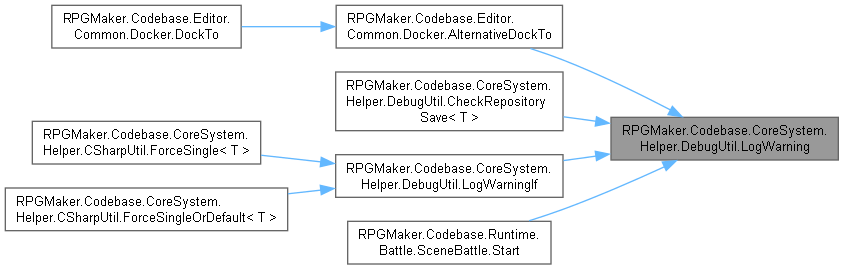 RPGMaker.Codebase.Editor.
Common.Docker.DockTo
RPGMaker.Codebase.Editor.
Common.Docker.AlternativeDockTo
RPGMaker.Codebase.CoreSystem.
Helper.DebugUtil.CheckRepository
Save< T >
RPGMaker.Codebase.CoreSystem.
Helper.CSharpUtil.ForceSingle< T >
RPGMaker.Codebase.CoreSystem.
Helper.DebugUtil.LogWarning
RPGMaker.Codebase.CoreSystem.
Helper.DebugUtil.LogWarningIf
RPGMaker.Codebase.CoreSystem.
Helper.CSharpUtil.ForceSingleOrDefault< T >
RPGMaker.Codebase.Runtime.
Battle.SceneBattle.Start